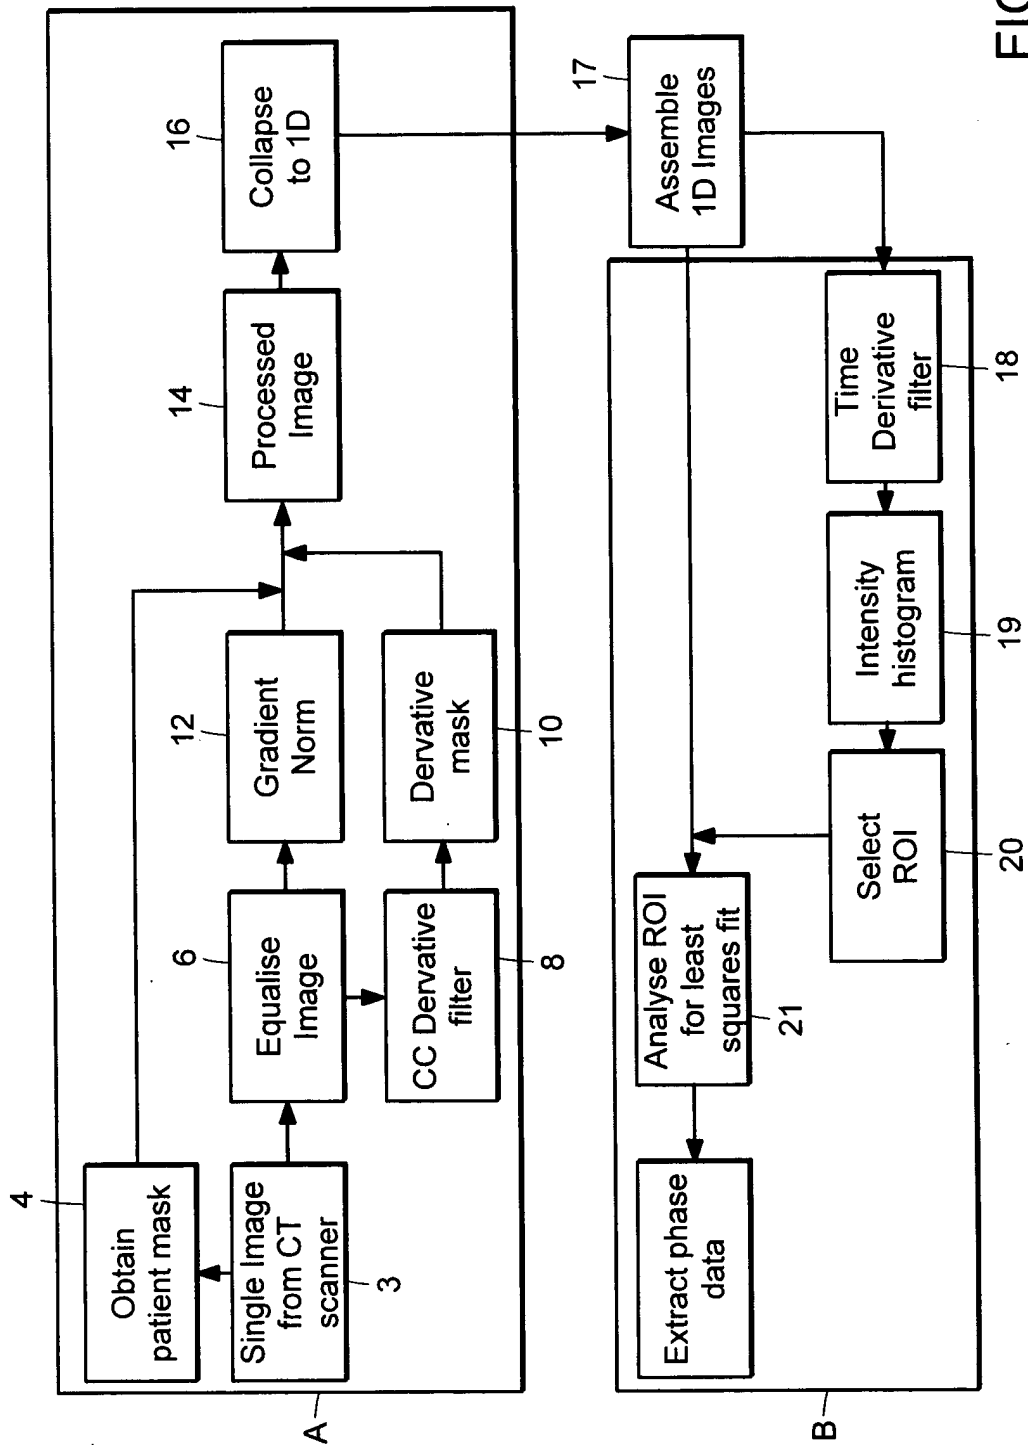 4
Obtain
patient mask
Single Image
from CT
scanner
3
6
Equalise
Image
CC Dervative
filter
8
12
Gradient
Norm
Dervative
mask
10
14
Processed
Image
16
Collapse
to 1D
A
17
Assemble
1D Images
Time
Derivative
filter
18
Intensity
histogram
19
Select
ROI
20
Analyse ROI
for least
squares fit
21
Extract phase
data
B